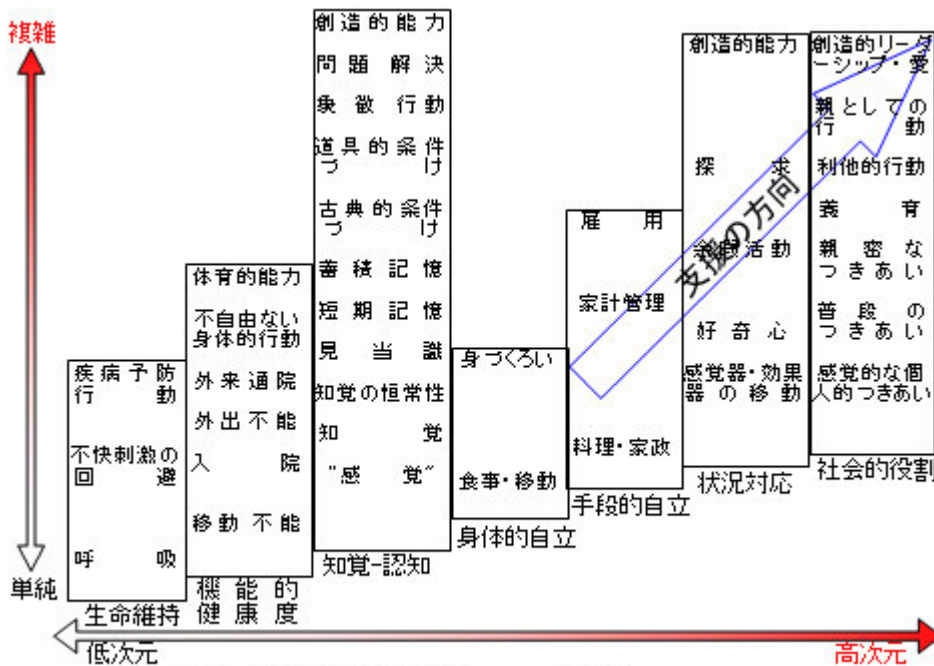 複雑
単純
疾病予防
行動
不快刺激の
回避
呼吸
生命維持
体育的能力
不自由ない
身体的行動
外来通院
外出不能
入院
移動不能
機能的
健康度
創造的能力
問題解決
象徴行動
道具的条件
づけ
古典的条件
づけ
蓄積記憶
短期記憶
見当識
知覚の恒常性
知覚
"感覚"
知覚-認知
身づくろい
食事・移動
身体的自立
雇用
家計管理
料理・家政
手段的自立
創造的能力
探求
活動
好奇心
感覚器・効果
器の移動
状況対応
創造的リーダ
ーシップ・愛
親としての
行動
利他的行動
養育
親密な
つきあい
普段の
つきあい
感覚的な個
人的つきあい
社会的役割
支援の方向
低次元
高次元